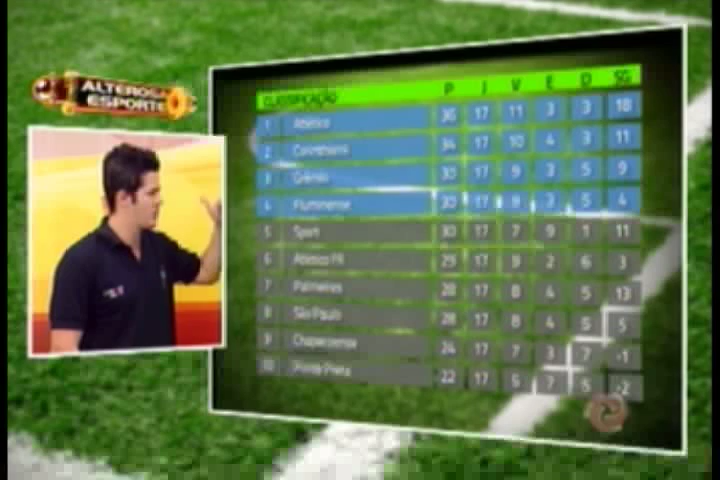 ALTEROSA
ESPORTE
CLASSIFICAÇÃO P J V E D SG
1 Atlético 36 17 11 3 3 18
2 Corinthians 34 17 10 4 3 11
3 Grêmio 30 17 9 3 5 9
4 Fluminense 30 17 9 3 5 4
5 Sport 30 17 7 9 1 11
6 Atlético PR 29 17 9 2 6 3
7 Palmeiras 28 17 8 4 5 13
8 São Paulo 28 17 8 4 5 5
9 Chapecoense 24 17 7 3 7 -1
10 Ponte Preta 22 17 5 7 5 -2